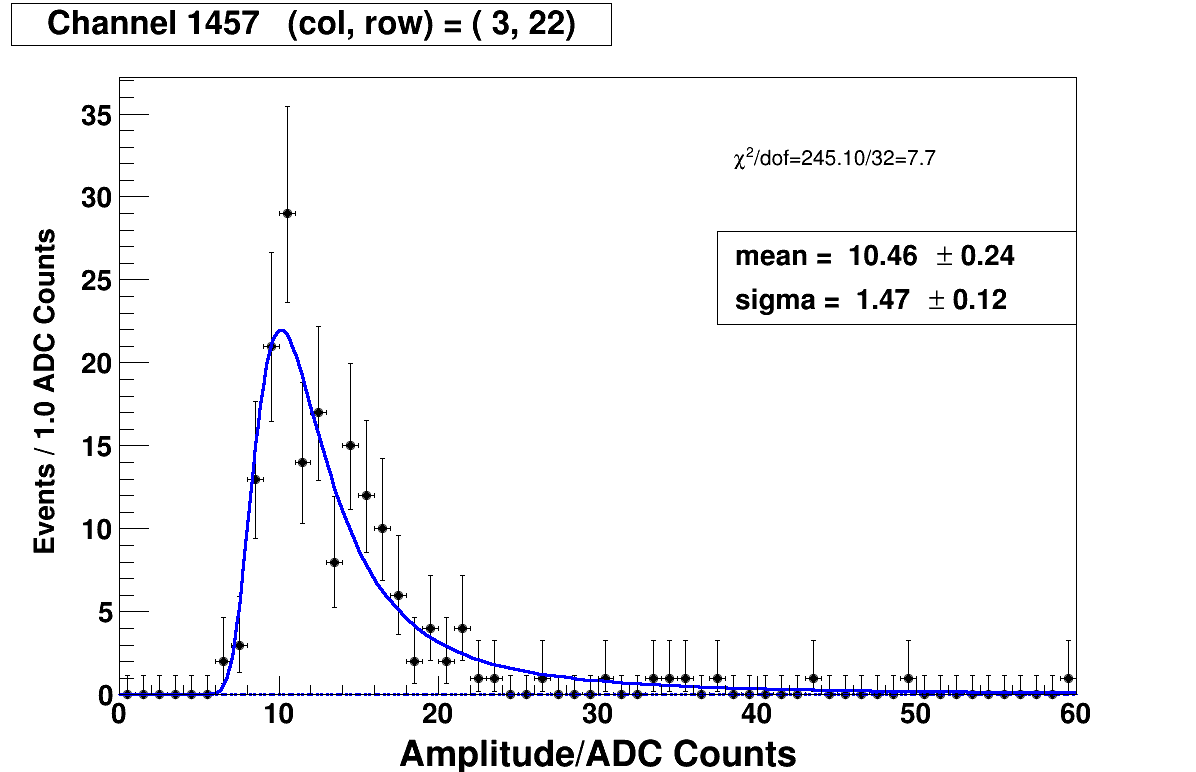 Channel 1457 (col, row) = ( 3, 22)
35
30
25
20
15
10
5
0
Events / 1.0 ADC Counts
χ²/dof=245.10/32=7.7
mean = 10.46 ± 0.24
sigma = 1.47 ± 0.12
0 10 20 30 40 50 60
Amplitude/ADC Counts